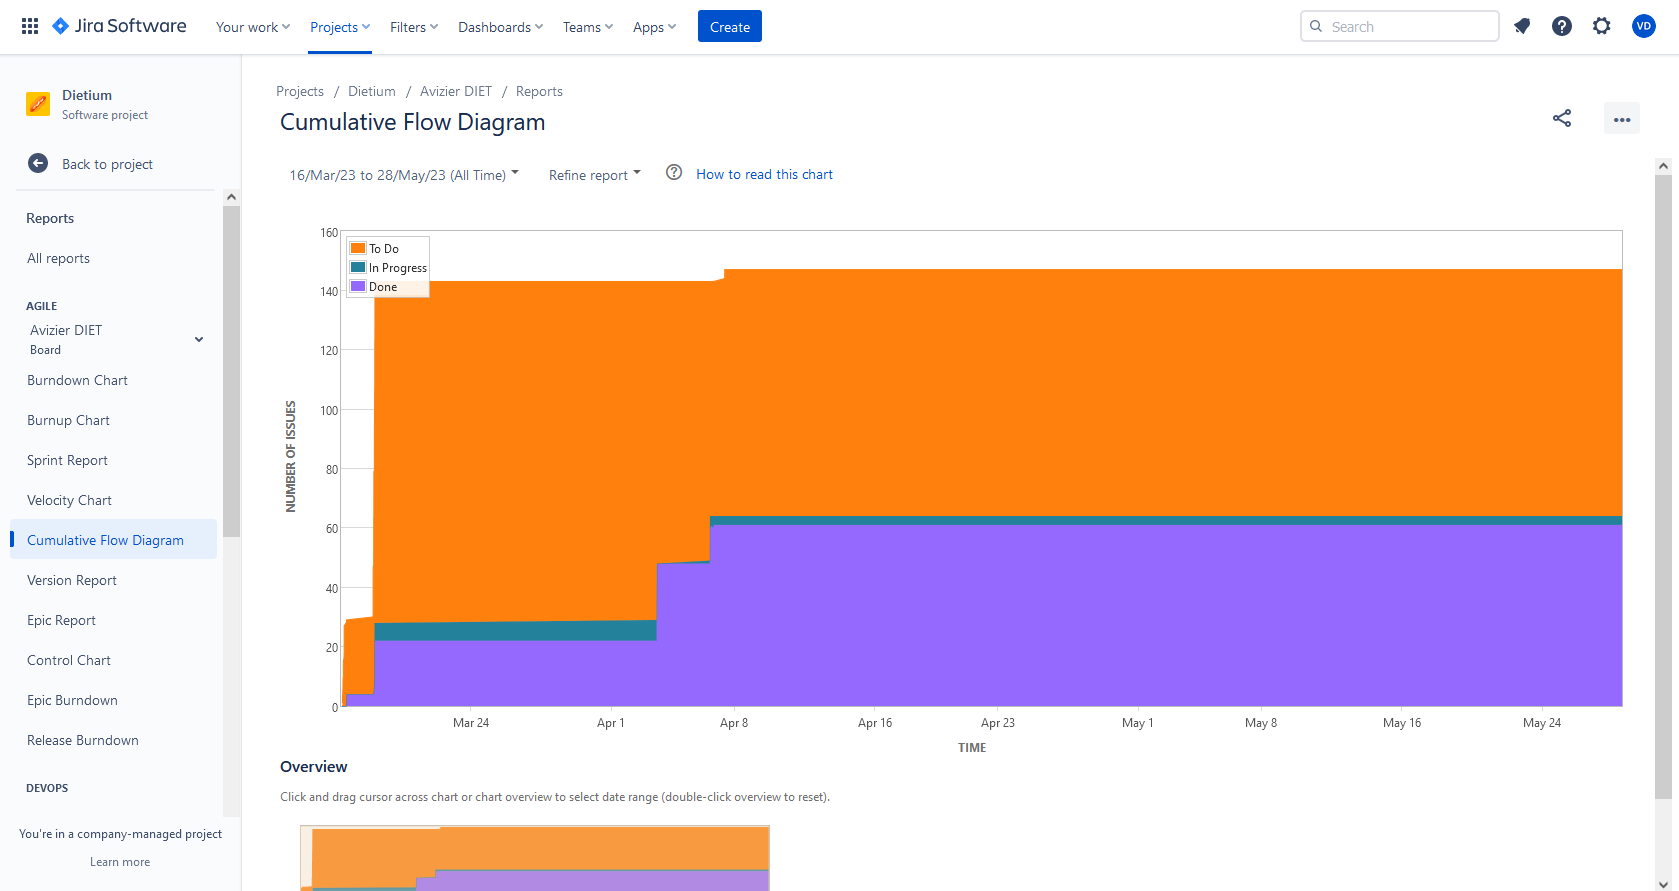 Jira Software
Your work
Projects
Filters
Dashboards
Teams
Apps
Create
Search
VD
Dietium
Software project
Back to project
Reports
All reports
AGILE
Avizier DIET
Board
Burndown Chart
Burnup Chart
Sprint Report
Velocity Chart
Cumulative Flow Diagram
Version Report
Epic Report
Control Chart
Epic Burndown
Release Burndown
DEVOPS
You're in a company-managed project
Learn more
Projects / Dietium / Avizier DIET / Reports
Cumulative Flow Diagram
16/Mar/23 to 28/May/23 (All Time)
Refine report
How to read this chart
To Do
In Progress
Done
NUMBER OF ISSUES
160
140
120
100
80
60
40
20
0
Mar 24
Apr 1
Apr 8
Apr 16
Apr 23
May 1
May 8
May 16
May 24
TIME
Overview
Click and drag cursor across chart or chart overview to select date range (double-click overview to reset).